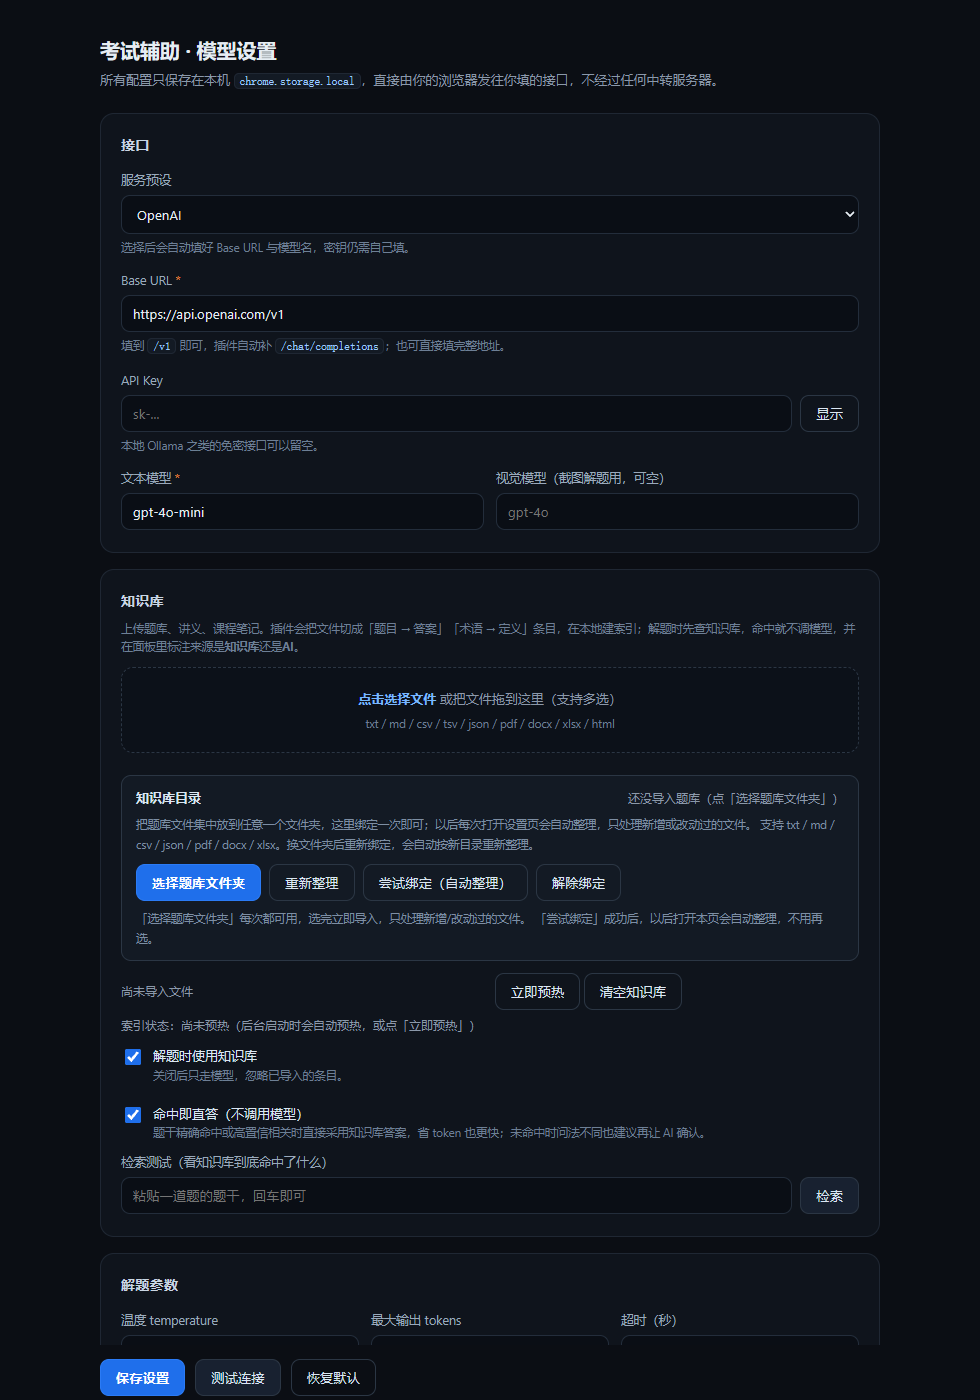 考试辅助 · 模型设置
所有配置只保存在本机 chrome.storage.local，直接由你的浏览器发往你填的接口，不经过任何中转服务器。
接口
服务预设
OpenAI
选择后会自动填好 Base URL 与模型名，密钥仍需自己填。
Base URL *
https://api.openai.com/v1
填到 /v1 即可，插件自动补 /chat/completions；也可直接填完整地址。
API Key
sk-...
显示
本地 Ollama 之类的免密接口可以留空。
文本模型 *
视觉模型（截图解题用，可空）
gpt-4o-mini
gpt-4o
知识库
上传题库、讲义、课程笔记。插件会把文件切成「题目 → 答案」「术语 → 定义」条目，在本地建索引；解题时先查知识库，命中就不调模型，并
在面板里标注来源是知识库还是AI。
点击选择文件 或把文件拖到这里（支持多选）
txt / md / csv / tsv / json / pdf / docx / xlsx / html
知识库目录
还没导入题库（点「选择题库文件夹」）
把题库文件集中放到任意一个文件夹，这里绑定一次即可；以后每次打开设置页会自动整理，只处理新增或改动过的文件。 支持 txt / md /
csv / json / pdf / docx / xlsx。换文件夹后重新绑定，会自动按新目录重新整理。
选择题库文件夹
重新整理
尝试绑定（自动整理）
解除绑定
「选择题库文件夹」每次都可用，选完立即导入，只处理新增/改动过的文件。 「尝试绑定」成功后，以后打开本页会自动整理，不用再
选。
尚未导入文件
立即预热
清空知识库
索引状态：尚未预热（后台启动时会自动预热，或点「立即预热」）
解题时使用知识库
关闭后只走模型，忽略已导入的条目。
命中即直答（不调用模型）
题干精确命中或高置信相关时直接采用知识库答案，省 token 也更快；未命中时问法不同也建议再让 AI 确认。
检索测试（看知识库到底命中了什么）
粘贴一道题的题干，回车即可
检索
解题参数
温度 temperature
最大输出 tokens
超时（秒）
保存设置
测试连接
恢复默认